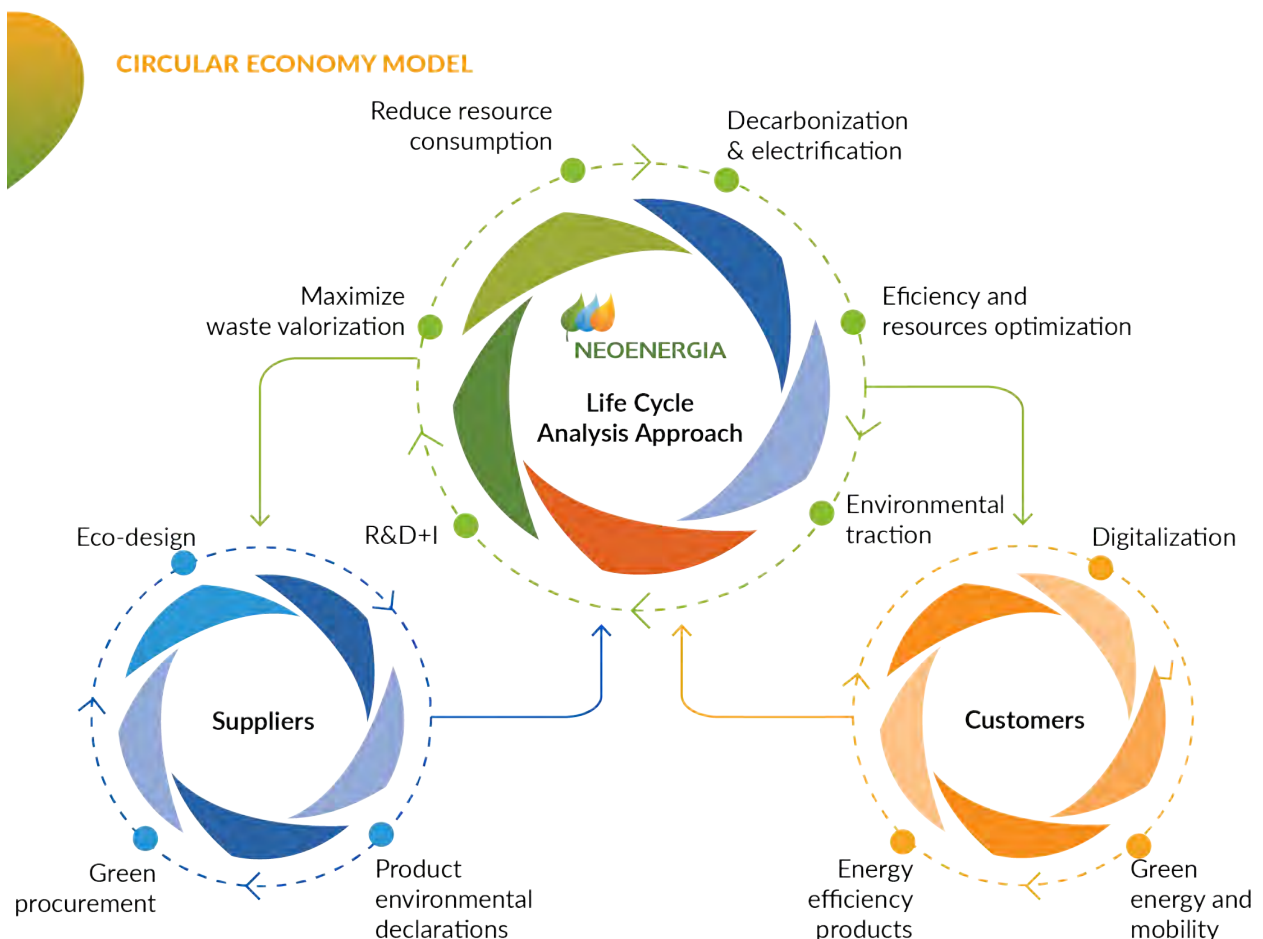 CIRCULAR ECONOMY MODEL
Reduce resource
consumption
Decarbonization
& electrification
Maximize
waste valorization
Eficiency and
resources optimization
NEOENERGIA
Life Cycle
Analysis Approach
R&D+I
Environmental
traction
Eco-design
Digitalization
Suppliers
Customers
Green
procurement
Product
environmental
declarations
Energy
efficiency
products
Green
energy and
mobility